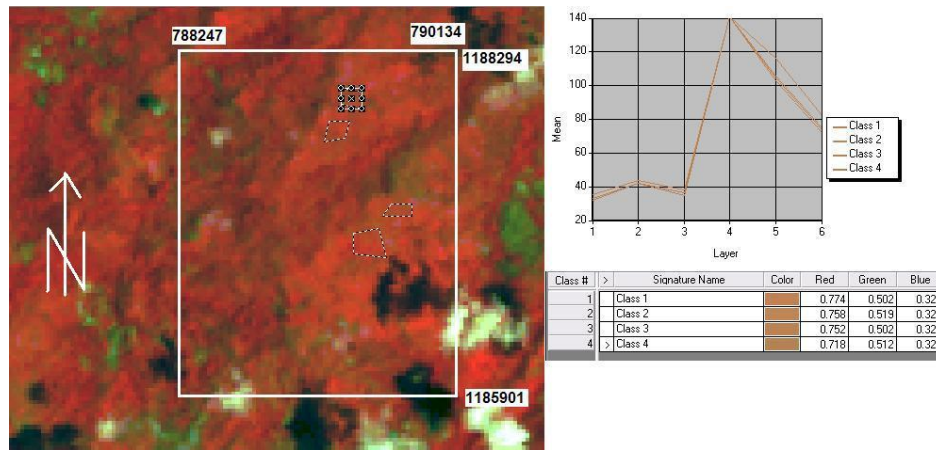 788247
790134
1188294
N
1185901
140
120
100
80
60
40
20
Mean
1 2 3 4 5 6
Layer
Class 1
Class 2
Class 3
Class 4
Class # > Signature Name Color Red Green Blue
1 Class 1 0.774 0.502 0.32
2 Class 2 0.758 0.519 0.32
3 Class 3 0.752 0.502 0.32
4 > Class 4 0.718 0.512 0.32